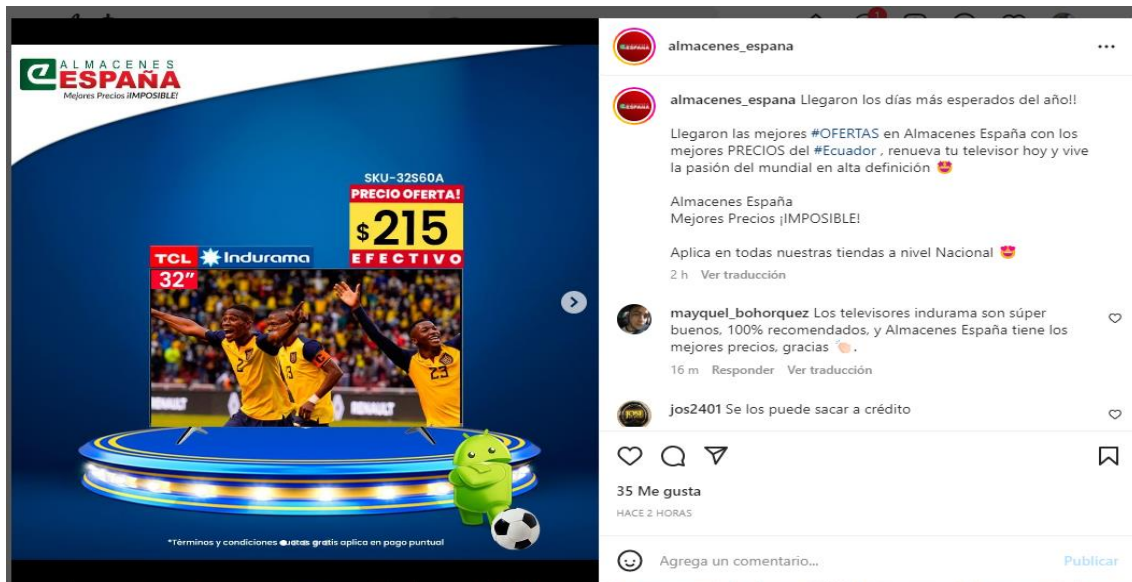 ALMACENES
ESPAÑA
Mejores Precios ¡IMPOSIBLE!
SKU-32S60A
PRECIO OFERTA!
$215
EFECTIVO
TCL Indurama
32"
2
3
23
RENAULT
RENAULT
*Términos y condiciones cuotas gratis aplica en pago puntual
1
almacenes_espana
almacenes_espana Llegaron los días más esperados del año!!
Llegaron las mejores #OFERTAS en Almacenes España con los
mejores PRECIOS del #Ecuador , renueva tu televisor hoy y vive
la pasión del mundial en alta definición 😍
Almacenes España
Mejores Precios ¡IMPOSIBLE!
Aplica en todas nuestras tiendas a nivel Nacional 🤩
2 h Ver traducción
mayquel_bohorquez Los televisores indurama son súper
buenos, 100% recomendados, y Almacenes España tiene los
mejores precios, gracias 👏🏻.
16 m Responder Ver traducción
jos2401 Se los puede sacar a crédito
35 Me gusta
HACE 2 HORAS
Agrega un comentario... Publicar